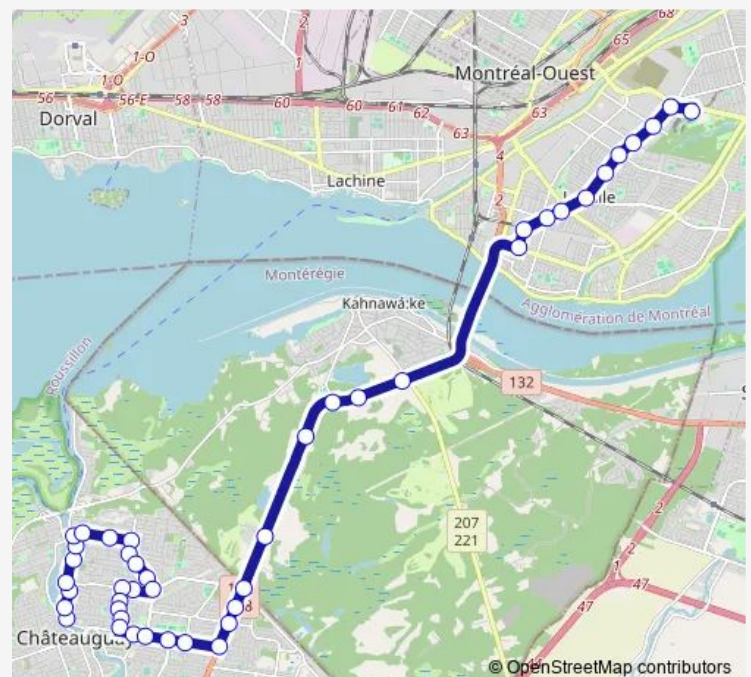 68
3
2
65
1-O
1
Montréal-Ouest
1-O
56
56-E
58
58
60
60
61
62
63
63
Dorval
4
Lachine
2
Montérégie
Kahnawá:ke
Agglomération de Montréal
Roussillon
132
207
221
2
2
1
47
47
Châteauguay
© OpenStreetMap contributors